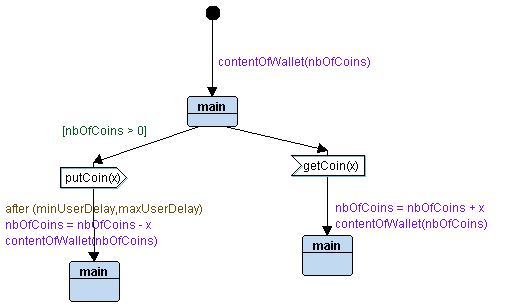 contentOfWallet(nbOfCoins)
main
[nbOfCoins > 0]
putCoin(x)
getCoin(x)
after (minUserDelay,maxUserDelay)
nbOfCoins = nbOfCoins - x
contentOfWallet(nbOfCoins)
nbOfCoins = nbOfCoins + x
contentOfWallet(nbOfCoins)
main
main